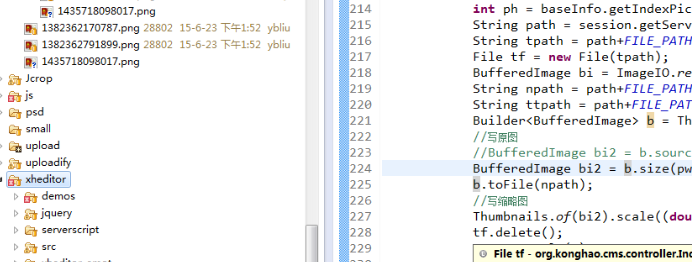 1435718098017.png
1382362170787.png 28802 15-6-23 下午1:52 ybliu
1382362791899.png 28802 15-6-23 下午1:52 ybliu
1435718098017.png
Jcrop
js
psd
small
upload
uploadify
xheditor
demos
jquery
serverscript
src
214 int ph = baseInfo.getIndexPic
215 String path = session.getServ
216 String tpath = path+FILE_PATH
217 File tf = new File(tpath);
218 BufferedImage bi = ImageIO.re
219 String npath = path+FILE_PATH
220 String ttpath = path+FILE_PATH
221 Builder<BufferedImage> b = Th
222 //写原图
223 //BufferedImage bi2 = b.sourc
224 BufferedImage bi2 = b.size(pw
225 b.toFile(npath);
226 //写缩略图
227 Thumbnails.of(bi2).scale((dou
228 tf.delete();
229
File tf - org.konghao.cms.controller.Ind